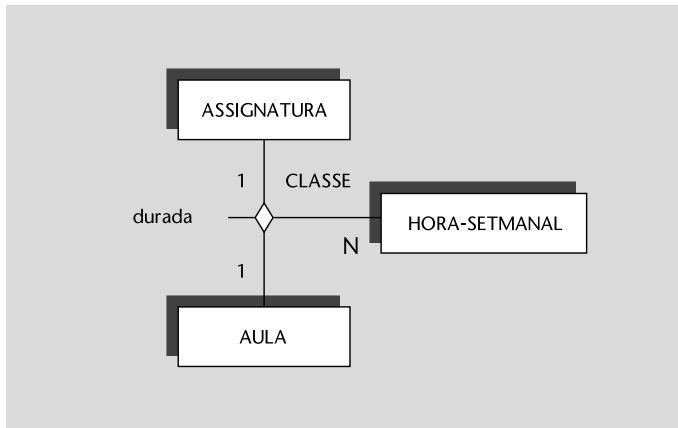 ASSIGNATURA
1
CLASSE
durada
HORA-SETMANAL
N
1
AULA